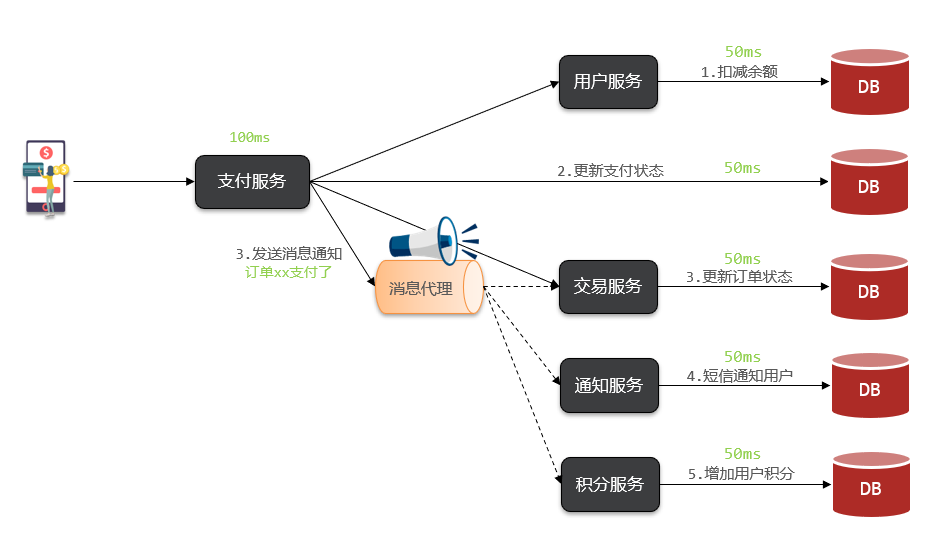 50ms
用户服务
1.扣减余额
DB
100ms
支付服务
2.更新支付状态
50ms
DB
3.发送消息通知
订单xx支付了
消息代理
50ms
交易服务
3.更新订单状态
DB
50ms
通知服务
4.短信通知用户
DB
50ms
积分服务
5.增加用户积分
DB